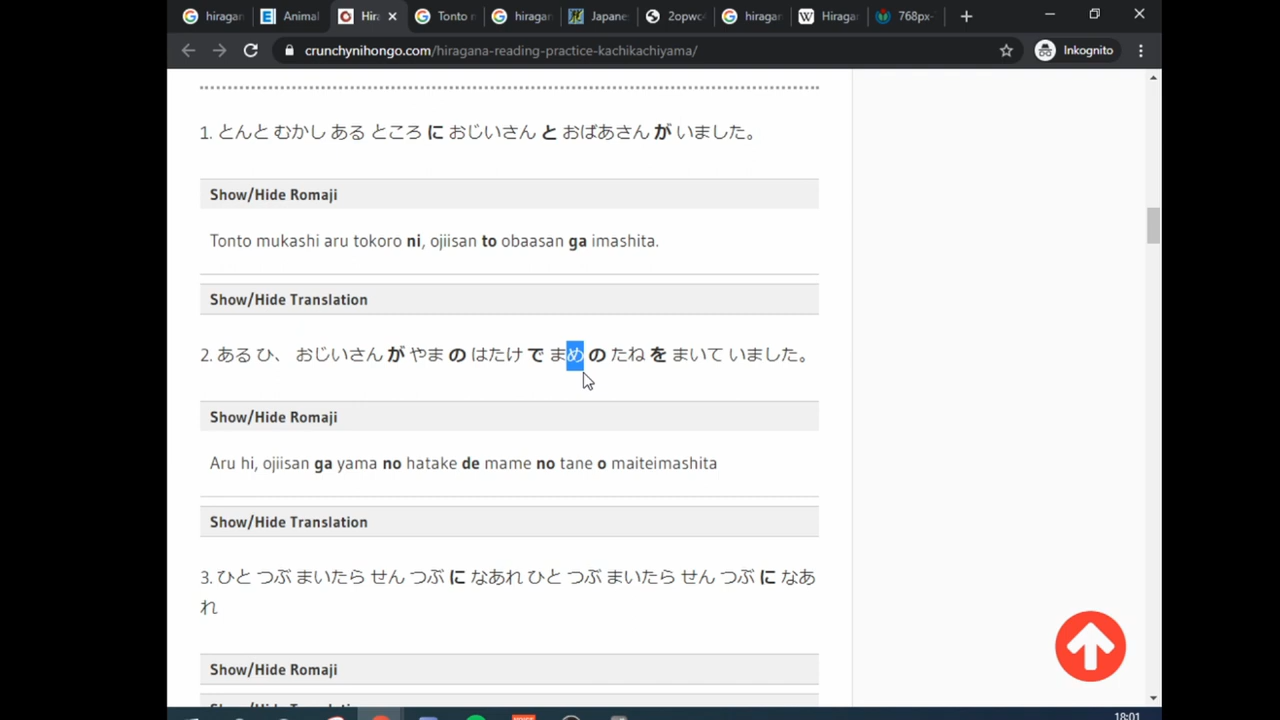 hiragan
Animal
Hira
Tonto n
hiragan
Japane
2opwc
hiragan
Hiraga
768px-
crunchynihongo.com/hiragana-reading-practice-kachikachiyama/
Inkognito
1. とんと むかし ある ところ に おじいさん と おばあさん が いました。
Show/Hide Romaji
Tonto mukashi aru tokoro ni, ojiisan to obaasan ga imashita.
Show/Hide Translation
2. ある ひ、 おじいさん が やま の はたけ で まめ の たね を まいて いました。
Show/Hide Romaji
Aru hi, ojiisan ga yama no hatake de mame no tane o maiteimashita
Show/Hide Translation
3. ひと つぶ まいたら せん つぶ に なあれ ひと つぶ まいたら せん つぶ に なあ
れ
Show/Hide Romaji
Show/Hide Translation
18:01